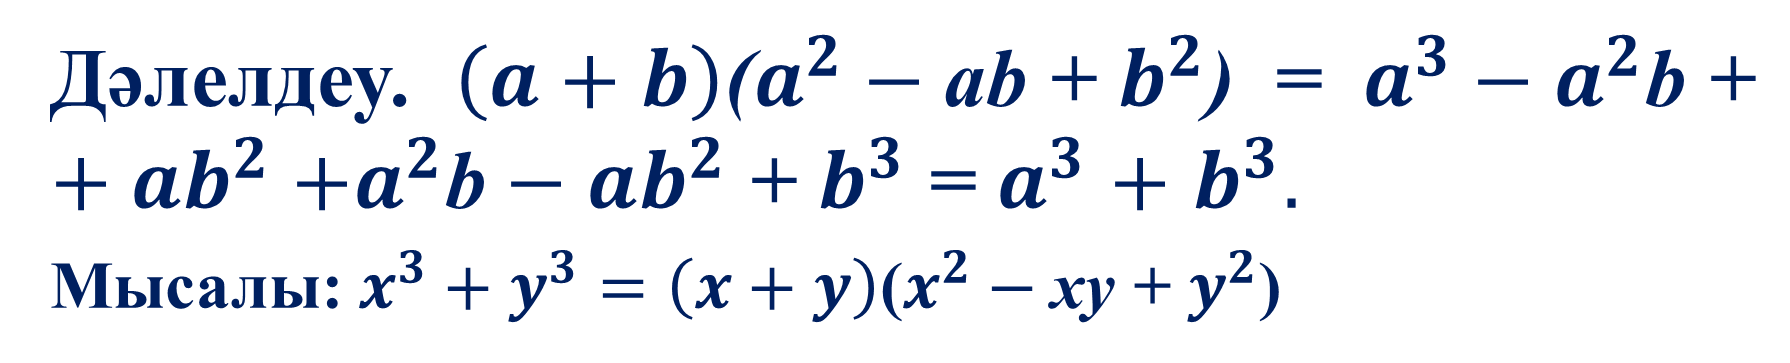 Дәлелдеу. (a + b)(a² − ab + b²) = a³ − a²b +
+ ab² +a²b − ab² + b³ = a³ + b³.
Мысалы: x³ + y³ = (x + y)(x² − xy + y²)